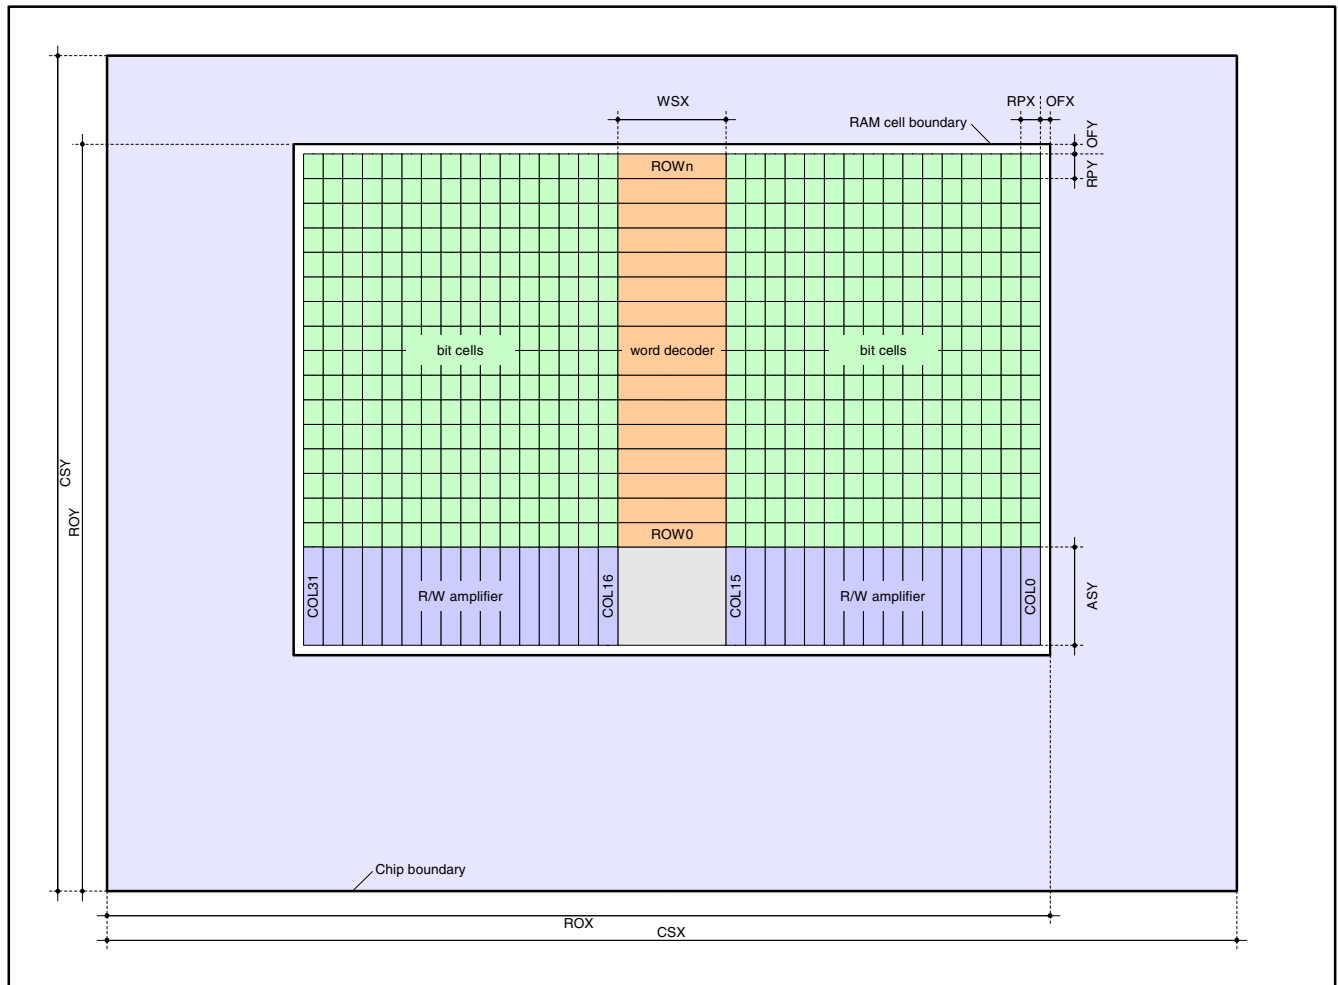 WSX
RPX
OFX
RAM cell boundary
OFY
RPY
ROWn
bit cells
word decoder
bit cells
CSY
ROY
ROW0
COL31
R/W amplifier
COL16
COL15
R/W amplifier
COL0
ASY
Chip boundary
ROX
CSX